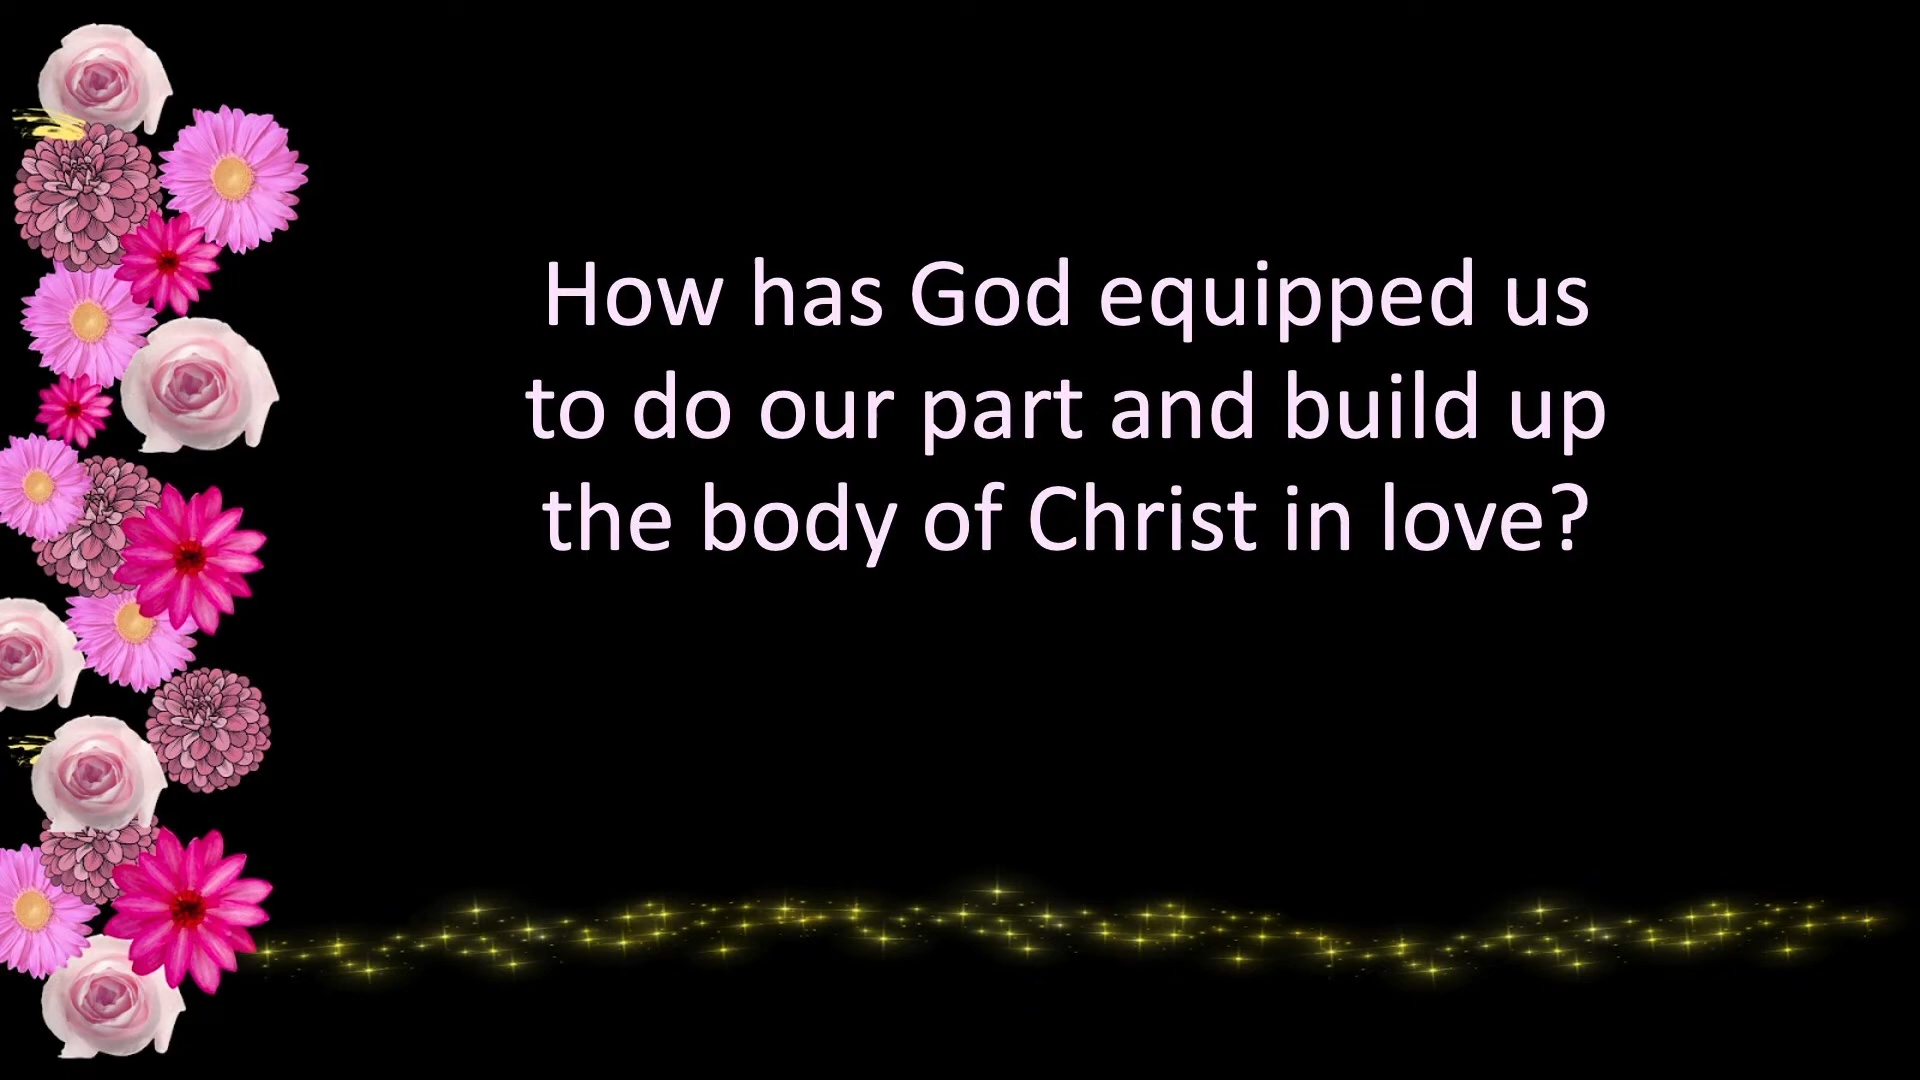 How has God equipped us
to do our part and build up
the body of Christ in love?